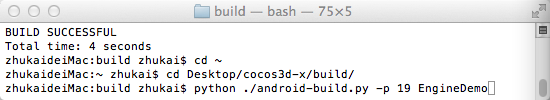 build — bash — 75×5
BUILD SUCCESSFUL
Total time: 4 seconds
zhukaideiMac:build zhukai$ cd ~
zhukaideiMac:~ zhukai$ cd Desktop/cocos3d-x/build/
zhukaideiMac:build zhukai$ python ./android-build.py -p 19 EngineDemo